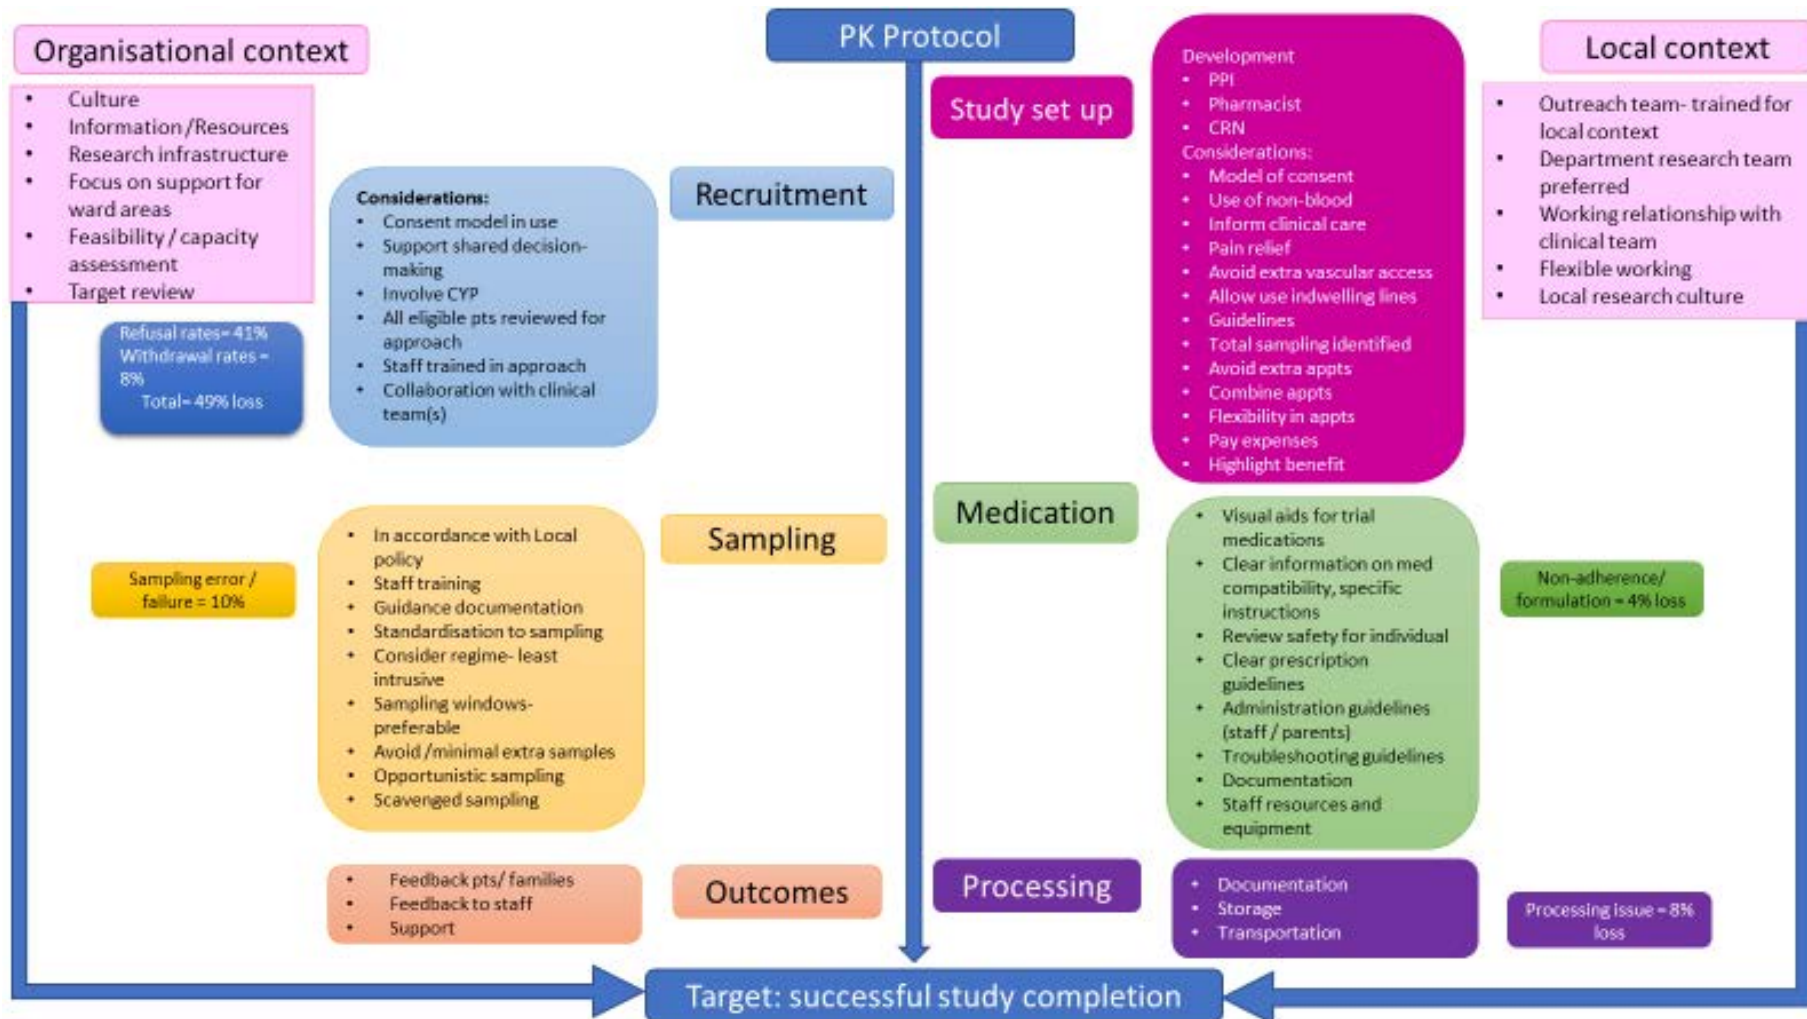 PK Protocol
Organisational context
• Culture
• Information /Resources
• Research infrastructure
• Focus on support for
ward areas
• Feasibility / capacity
assessment
• Target review
Study set up
Development
• PPI
• Pharmacist
• CRN
Considerations:
• Model of consent
• Use of non-blood
• Inform clinical care
• Pain relief
• Avoid extra vascular access
• Allow use indwelling lines
• Guidelines
• Total sampling identified
• Avoid extra appts
• Combine appts
• Flexibility in appts
• Pay expenses
• Highlight benefit
Local context
• Outreach team- trained for
local context
• Department research team
preferred
• Working relationship with
clinical team
• Flexible working
• Local research culture
Recruitment
Considerations:
• Consent model in use
• Support shared decision-
making
• Involve CYP
• All eligible pts reviewed for
approach
• Staff trained in approach
• Collaboration with clinical
team(s)
Refusal rates= 41%
Withdrawal rates =
8%
Total= 49% loss
Medication
• Visual aids for trial
medications
• Clear information on med
compatibility, specific
instructions
• Review safety for individual
• Clear prescription
guidelines
• Administration guidelines
(staff / parents)
• Troubleshooting guidelines
• Documentation
• Staff resources and
equipment
Non-adherence/
formulation = 4% loss
Sampling
• In accordance with Local
policy
• Staff training
• Guidance documentation
• Standardisation to sampling
• Consider regime- least
intrusive
• Sampling windows-
preferable
• Avoid /minimal extra samples
• Opportunistic sampling
• Scavenged sampling
Sampling error /
failure = 10%
Processing
• Documentation
• Storage
• Transportation
Processing issue = 8%
loss
Outcomes
• Feedback pts/ families
• Feedback to staff
• Support
Target: successful study completion